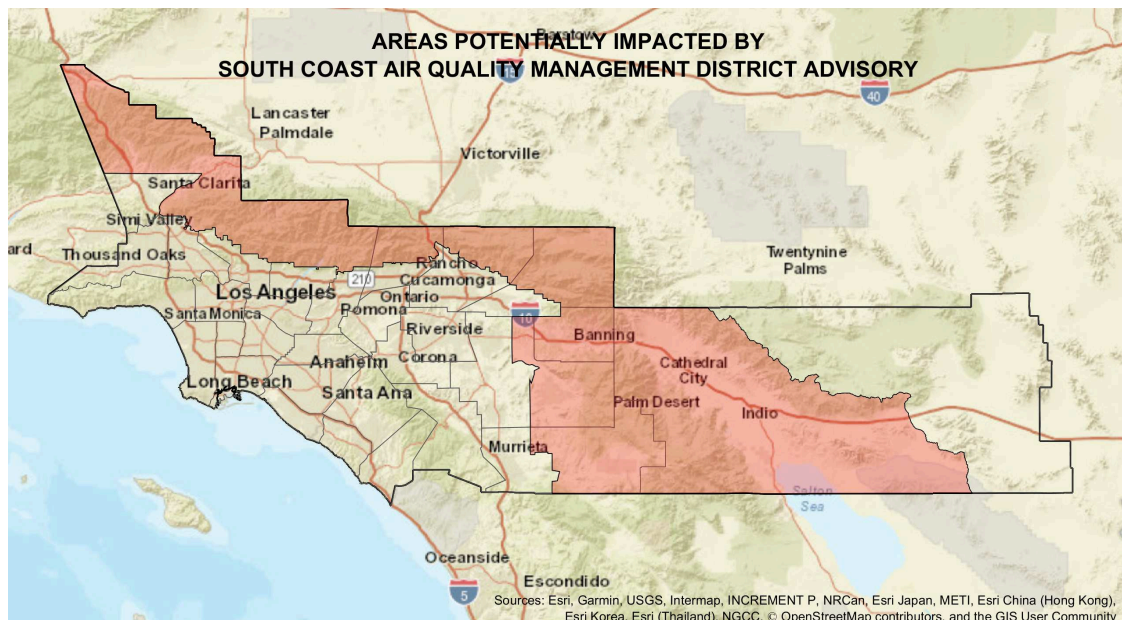 Barstow
AREAS POTENTIALLY IMPACTED BY
SOUTH COAST AIR QUALITY MANAGEMENT DISTRICT ADVISORY
15
40
Lancaster
Palmdale
Victorville
Santa Clarita
Simi Valley
ard
Thousand Oaks
Twentynine
Palms
Rancho
Cucamonga
210
Los Angeles
Ontario
Pomona
Santa Monica
10
Riverside
Banning
Anaheim
Corona
Cathedral
City
Long Beach
Santa Ana
Palm Desert
Indio
Murrieta
Salton
Sea
Oceanside
Escondido
5
Sources: Esri, Garmin, USGS, Intermap, INCREMENT P, NRCan, Esri Japan, METI, Esri China (Hong Kong),
Esri Korea, Esri (Thailand), NGCC, © OpenStreetMap contributors, and the GIS User Community